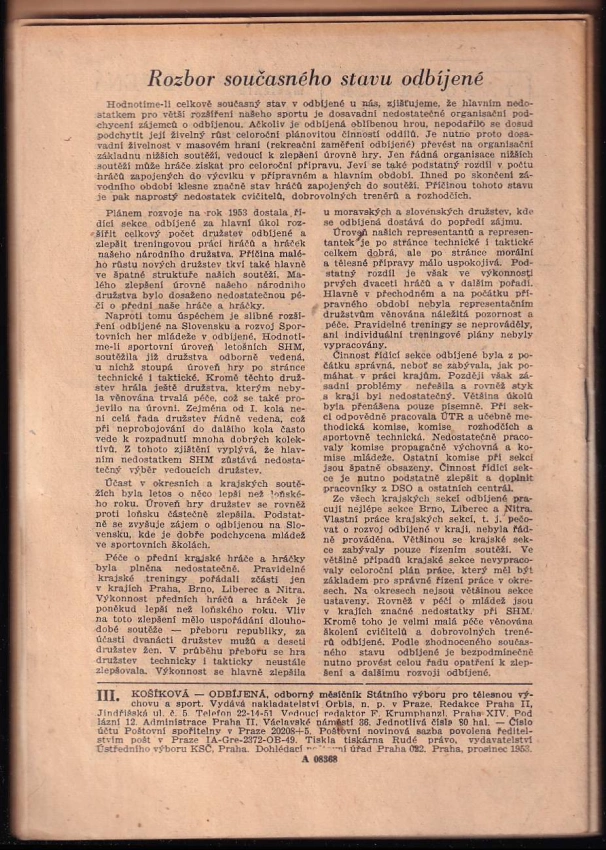 Rozbor současného stavu odbíjené
Hodnotíme-li celkově současný stav v odbíjené u nás, zjišťujeme, že hlavním nedo-
statkem pro větší rozšíření našeho sportu je dosavadní nedostatečné organisační pod-
chycení zájemců o odbíjenou. Ačkoliv je odbíjená oblíbenou hrou, nepodařilo se dosud
podchytit její živelný růst celoroční plánovitou činností oddílů. Je nutno proto dosa-
vadní živelnost v masovém hraní (rekreační zaměření odbíjené) převést na organisační
základnu nižších soutěží, vedoucí k zlepšení úrovně hry. Jen řádná organisace nižších
soutěží může hráče získat pro celoroční přípravu. Jeví se také podstatný rozdíl v počtu
hráčů zapojených do výcviku v přípravném a hlavním období. Ihned po skončení zá-
vodního období klesne značně stav hráčů zapojených do soutěží. Příčinou tohoto stavu
je pak naprostý nedostatek cvičitelů, dobrovolných trenérů a rozhodčích.
Plánem rozvoje na rok 1953 dostala ří-
dící sekce odbíjené za hlavní úkol roz-
šířit celkový počet družstev odbíjené a
zlepšit treningovou práci hráčů a hráček
našeho národního družstva. Příčina malé-
ho růstu nových družstev tkví také hlavně
ve špatné struktuře našich soutěží. Ma-
lého zlepšení úrovně našeho národního
družstva bylo dosaženo nedostatečnou pé-
čí o přední naše hráče a hráčky.
Naproti tomu úspěchem je slibné rozší-
ření odbíjené na Slovensku a rozvoj Spor-
tovních her mládeže v odbíjené. Hodnotí-
me-li sportovní úroveň letošních SHM,
soutěžila již družstva odborně vedená,
u nichž stoupá úroveň hry po stránce
technické i taktické. Kromě těchto druž-
stev hrála ještě družstva, kterým neby-
la věnována trvalá péče, což se také pro-
jevilo na úrovni. Zejména od I. kola ne-
ní celá řada družstev řádně vedena, což
při neprobojování do dalšího kola často
vede k rozpadnutí mnoha dobrých kolek-
tivů. Z tohoto zjištění vyplývá, že hlav-
ním nedostatkem SHM zůstává nedosta-
tečný výběr vedoucích družstev.
Účast v okresních a krajských soutě-
žích byla letos o něco lepší než loňské-
ho roku. Úroveň hry družstev se rovněž
proti loňsku částečně zlepšila. Podstat-
ně se zvyšuje zájem o odbíjenou na Slo-
vensku, kde je dobře podchycena mládež
ve sportovních školách.
Péče o přední krajské hráče a hráčky
byla plněna nedostatečně. Pravidelné
krajské treningy pořádali zčásti jen
v krajích Praha, Brno, Liberec a Nitra.
Výkonnost předních hráčů a hráček je
poněkud lepší než loňského roku. Vliv
na toto zlepšení mělo uspořádání dlouho-
dobé soutěže — přeboru republiky, za
účasti dvanácti družstev mužů a deseti
družstev žen. V průběhu přeboru se hra
družstev technicky i takticky neustále
zlepšovala. Výkonnost se hlavně zlepšila
u moravských a slovenských družstev, kde
se odbíjená dostává do popředí zájmu.
Úroveň našich representantů a represen-
tantek je po stránce technické i taktické
celkem dobrá, ale po stránce morální
a tělesné přípravy málo uspokojivá. Pod-
statný rozdíl je však ve výkonnosti
prvých dvaceti hráčů a v dalším pořadí.
Hlavně v přechodném a na počátku pří-
pravného období nebyla representačním
družstvům věnována náležitá pozornost a
péče. Pravidelné treningy se neprováděly,
ani individuální treningové plány nebyly
vypracovány.
Činnost řídící sekce odbíjené byla z po-
čátku správná, neboť se zabývala, jak po-
máhat v práci krajům. Později však zá-
sadní problémy neřešila a rovněž styk
s kraji byl nedostatečný. Většina úkolů
byla přenášena pouze písemně. Při sek-
ci odpovědně pracovala ÚTR a učebně me-
thodická komise, komise rozhodčích a
sportovně technická. Nedostatečně praco-
valy komise propagačně výchovná a ko-
mise mládeže. Ostatní komise při sekci
jsou špatně obsazeny. Činnost řídící sek-
ce je nutno podstatně zlepšit a doplnit
pracovníky z DSO a ostatních centrál.
Ze všech krajských sekcí odbíjené pra-
cují nejlépe sekce Brno, Liberec a Nitra.
Vlastní práce krajských sekcí, t. j. pečo-
vat o rozvoj odbíjené v kraji, nebyla řád-
ně prováděna. Většinou se krajské sek-
ce zabývaly pouze řízením soutěží. Ve
většině případů krajské sekce nevypraco-
valy celoroční plán práce, který měl být
základem pro správné řízení práce v okre-
sech. Na okresech nejsou většinou sekce
ustaveny. Rovněž v péči o mládež jsou
v krajích značné nedostatky při SHM.
Kromě toho je velmi malá péče věnována
školení cvičitelů a dobrovolných trené-
rů odbíjené. Podle zhodnoceného součas-
ného stavu odbíjené je bezpodmínečně
nutno provést celou řadu opatření k zlep-
šení a dalšímu rozvoji odbíjené.
III. KOŠÍKOVÁ — ODBÍJENÁ, odborný měsíčník Státního výboru pro tělesnou vý-
chovu a sport. Vydává nakladatelství Orbis, n. p. v Praze. Redakce Praha II,
Jindřišská ul. č. 5. Telefon 22-14-51 Vedoucí redaktor F. Krumphanzl, Praha XIV, Pod
lázní 12. Administrace Praha II, Václavské náměstí 36. Jednotlivá čísla 90 hal. — Číslo
účtu Poštovní spořitelny v Praze 20208-5. Poštovní novinová sazba povolena ředitel-
stvím pošt v Praze IA-Gre-2372-OB-49. Tiskla tiskárna Rudé právo, vydavatelství
Ústředního výboru KSČ, Praha. Dohlédací úřad Praha 022. Praha, prosinec 1953.
A 08368